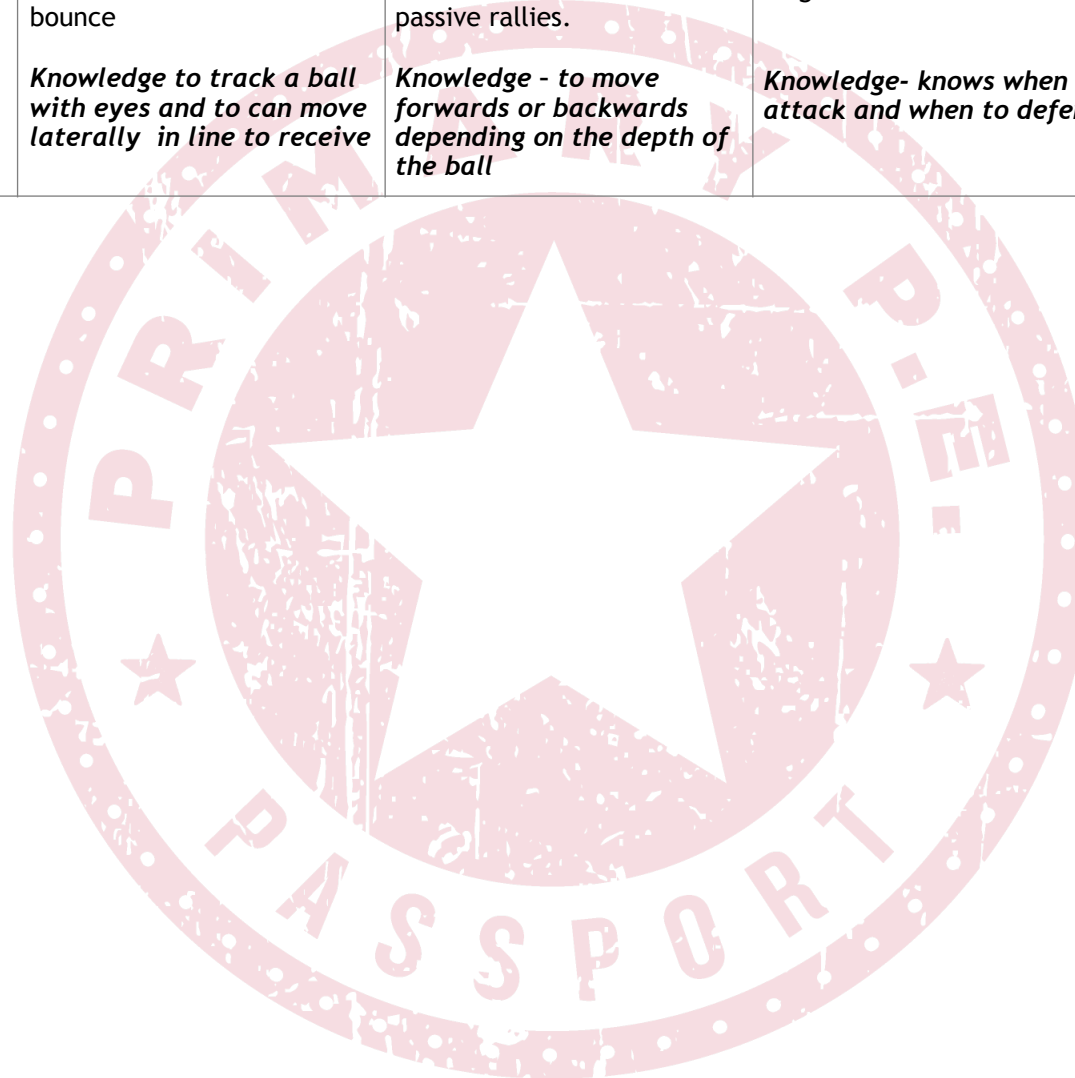 bounce
Knowledge to track a ball
with eyes and to can move
laterally in line to receive
passive rallies.
Knowledge – to move
forwards or backwards
depending on the depth of
the ball
Knowledge- knows when
attack and when to
PRIMARY P.E.
PASSPORT